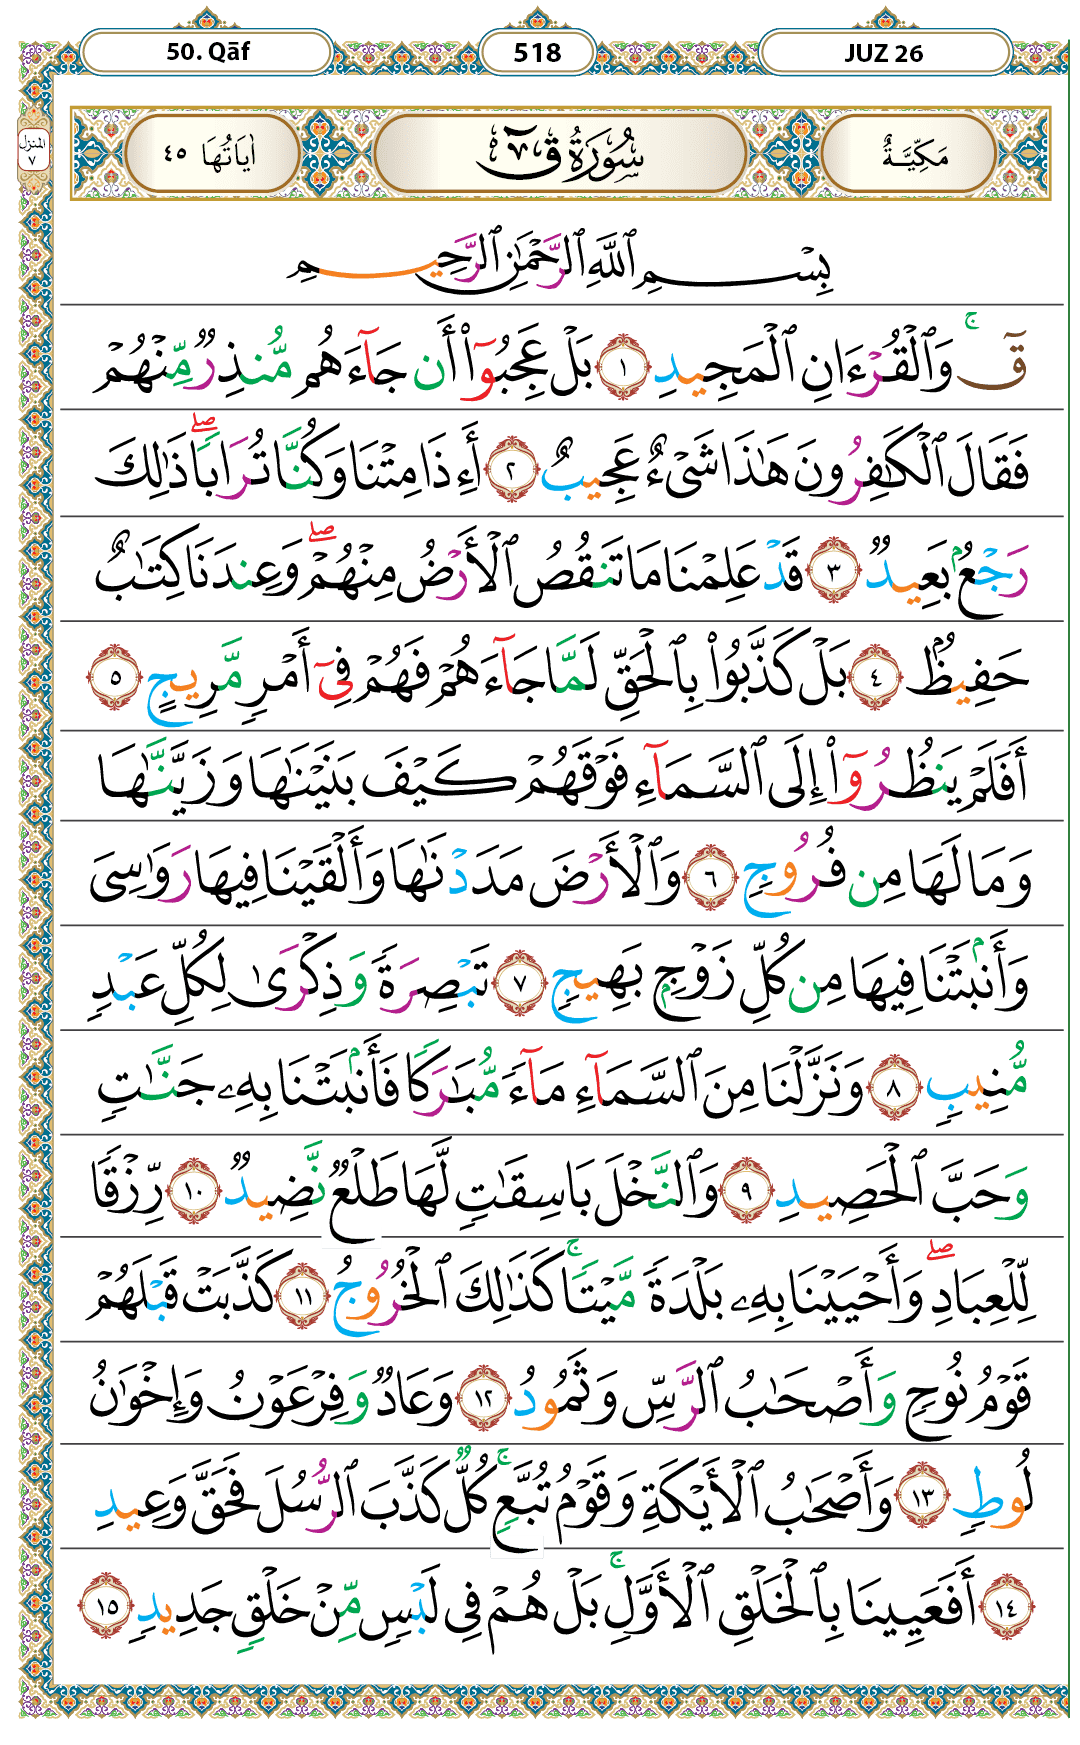 50. Qāf
518
JUZ 26
المنزل ٧
مَكِّيَّةٌ
سُورَةُ قٓ
اٰيَاتُهَا ٤٥
بِسْمِ ٱللَّهِ ٱلرَّحْمَٰنِ ٱلرَّحِيمِ
قٓ ۚ وَٱلْقُرْءَانِ ٱلْمَجِيدِ ١ بَلْ عَجِبُوٓا۟ أَن جَآءَهُم مُّنذِرٌ مِّنْهُمْ
فَقَالَ ٱلْكَٰفِرُونَ هَٰذَا شَىْءٌ عَجِيبٌ ٢ أَءِذَا مِتْنَا وَكُنَّا تُرَابًا ۖ ذَٰلِكَ
رَجْعٌۢ بَعِيدٌ ٣ قَدْ عَلِمْنَا مَا تَنقُصُ ٱلْأَرْضُ مِنْهُمْ ۖ وَعِندَنَا كِتَٰبٌ
حَفِيظٌۢ ٤ بَلْ كَذَّبُوا۟ بِٱلْحَقِّ لَمَّا جَآءَهُمْ فَهُمْ فِىٓ أَمْرٍ مَّرِيجٍ ٥
أَفَلَمْ يَنظُرُوٓا۟ إِلَى ٱلسَّمَآءِ فَوْقَهُمْ كَيْفَ بَنَيْنَٰهَا وَزَيَّنَّٰهَا
وَمَا لَهَا مِن فُرُوجٍ ٦ وَٱلْأَرْضَ مَدَدْنَٰهَا وَأَلْقَيْنَا فِيهَا رَوَٰسِىَ
وَأَنۢبَتْنَا فِيهَا مِن كُلِّ زَوْجٍۭ بَهِيجٍ ٧ تَبْصِرَةً وَذِكْرَىٰ لِكُلِّ عَبْدٍ
مُّنِيبٍ ٨ وَنَزَّلْنَا مِنَ ٱلسَّمَآءِ مَآءً مُّبَٰرَكًا فَأَنۢبَتْنَا بِهِۦ جَنَّٰتٍ
وَحَبَّ ٱلْحَصِيدِ ٩ وَٱلنَّخْلَ بَاسِقَٰتٍ لَّهَا طَلْعٌ نَّضِيدٌ ١٠ رِّزْقًا
لِّلْعِبَادِ ۖ وَأَحْيَيْنَا بِهِۦ بَلْدَةً مَّيْتًا ۚ كَذَٰلِكَ ٱلْخُرُوجُ ١١ كَذَّبَتْ قَبْلَهُمْ
قَوْمُ نُوحٍ وَأَصْحَٰبُ ٱلرَّسِّ وَثَمُودُ ١٢ وَعَادٌ وَفِرْعَوْنُ وَإِخْوَٰنُ
لُوطٍ ١٣ وَأَصْحَٰبُ ٱلْأَيْكَةِ وَقَوْمُ تُبَّعٍ ۚ كُلٌّ كَذَّبَ ٱلرُّسُلَ فَحَقَّ وَعِيدِ
١٤ أَفَعَيِينَا بِٱلْخَلْقِ ٱلْأَوَّلِ ۚ بَلْ هُمْ فِى لَبْسٍ مِّنْ خَلْقٍ جَدِيدٍ ١٥